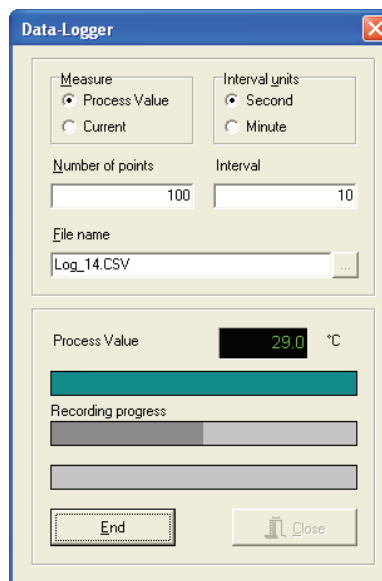 Data-Logger
Measure
Interval units
Process Value
Second
Current
Minute
Number of points
Interval
100
10
File name
Log_14.CSV
...
Process Value
29.0
°C
Recording progress
End
Close